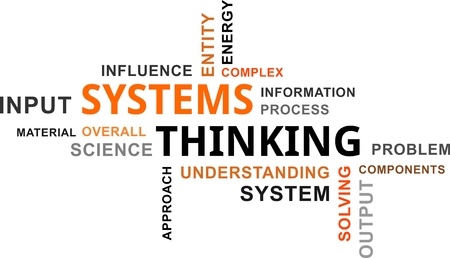 ENTITY
ENERGY
INFLUENCE
COMPLEX
INPUT
SYSTEMS
INFORMATION
PROCESS
MATERIAL
OVERALL
SCIENCE
THINKING
PROBLEM
APPROACH
UNDERSTANDING
SYSTEM
SOLVING
COMPONENTS
OUTPUT